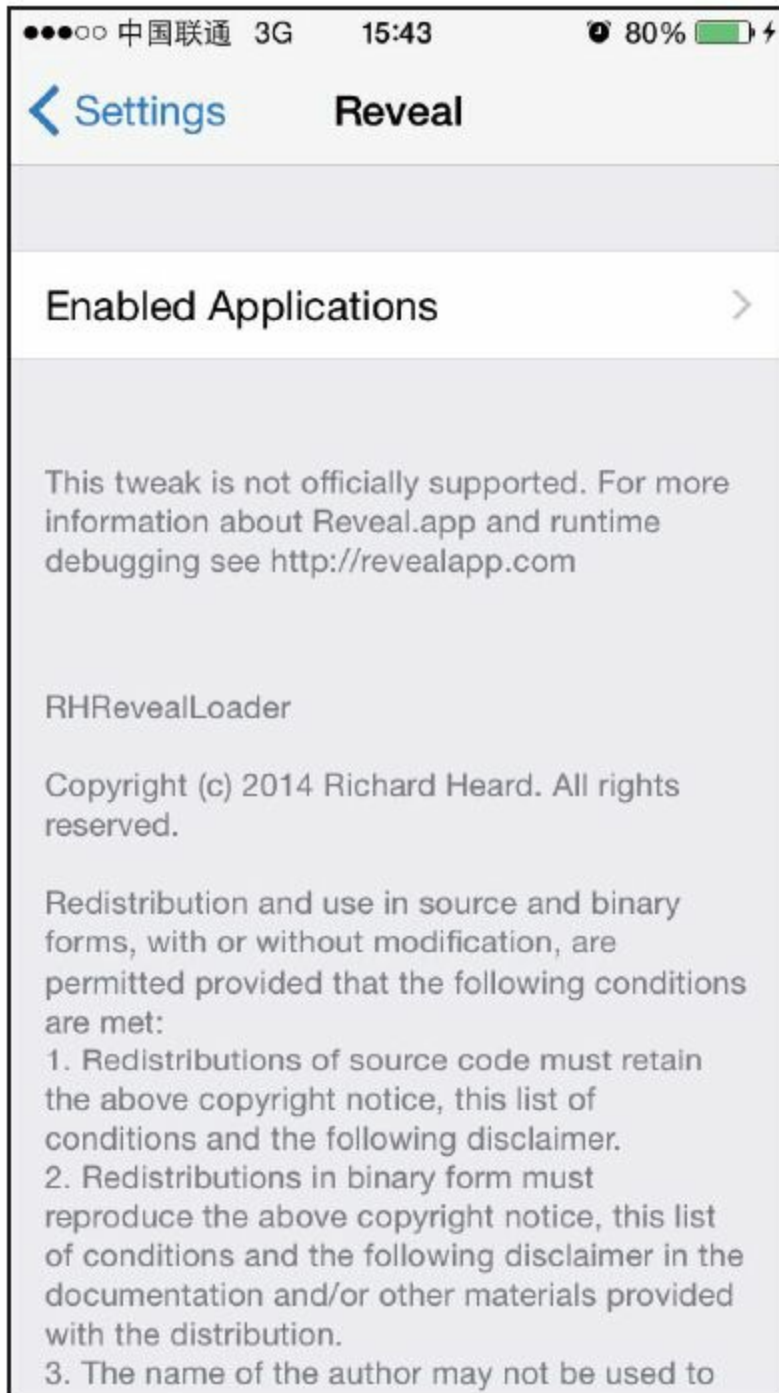 中国联通 3G 15:43 80%
Settings Reveal
Enabled Applications
This tweak is not officially supported. For more
information about Reveal.app and runtime
debugging see http://revealapp.com
RHRevealLoader
Copyright (c) 2014 Richard Heard. All rights
reserved.
Redistribution and use in source and binary
forms, with or without modification, are
permitted provided that the following conditions
are met:
1. Redistributions of source code must retain
the above copyright notice, this list of
conditions and the following disclaimer.
2. Redistributions in binary form must
reproduce the above copyright notice, this list
of conditions and the following disclaimer in the
documentation and/or other materials provided
with the distribution.
3. The name of the author may not be used to